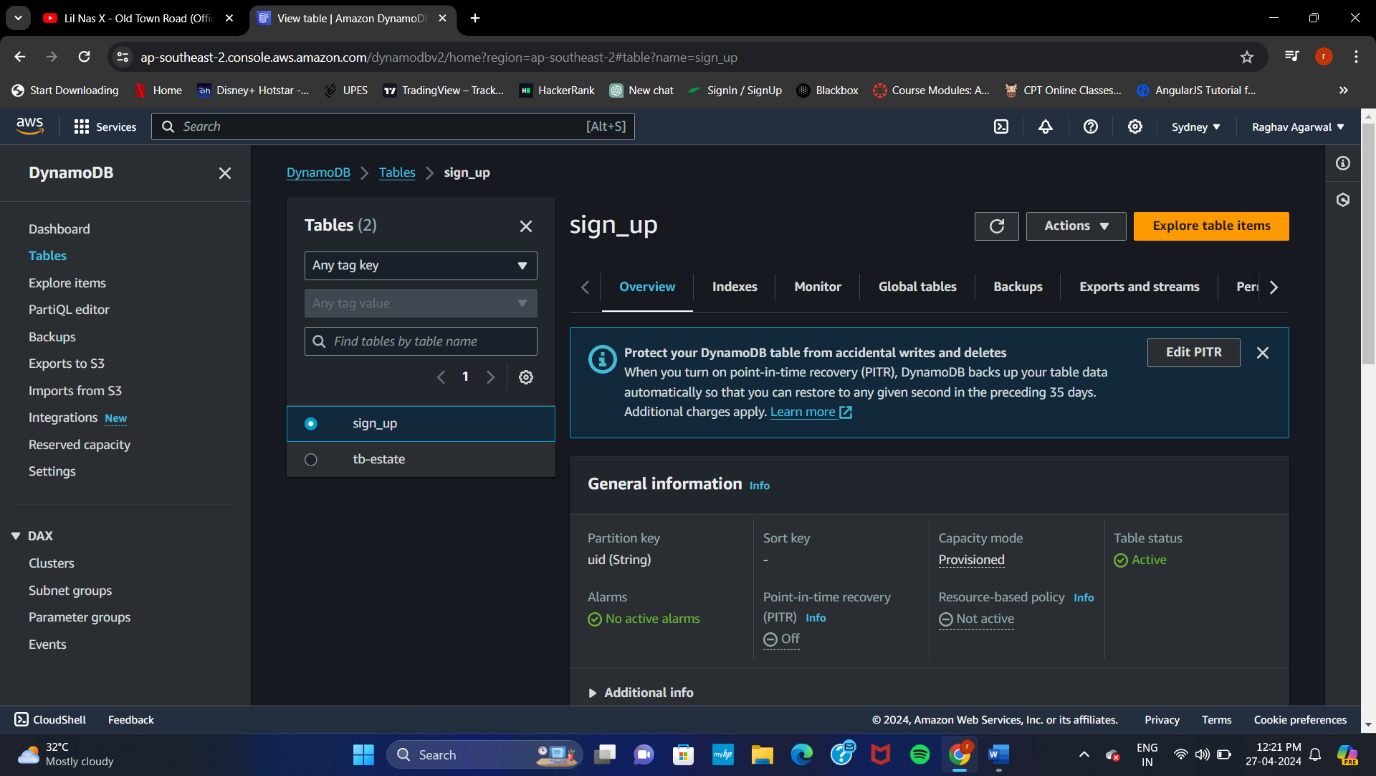 Lil Nas X - Old Town Road (Offic
View table | Amazon DynamoD
ap-southeast-2.console.aws.amazon.com/dynamodbv2/home?region=ap-southeast-2#table?name=sign_up
r
Start Downloading
Home
Disney+ Hotstar -...
UPES
TradingView – Track...
HackerRank
New chat
SignIn / SignUp
Blackbox
Course Modules: A...
CPT Online Classes...
AngularJS Tutorial f...
aws
Services
Search
[Alt+S]
Sydney
Raghav Agarwal
DynamoDB
Dashboard
Tables
Explore items
PartiQL editor
Backups
Exports to S3
Imports from S3
Integrations New
Reserved capacity
Settings
DAX
Clusters
Subnet groups
Parameter groups
Events
DynamoDB
Tables
sign_up
Tables (2)
Any tag key
Any tag value
Find tables by table name
1
sign_up
tb-estate
sign_up
Actions
Explore table items
Overview
Indexes
Monitor
Global tables
Backups
Exports and streams
Per
Protect your DynamoDB table from accidental writes and deletes
When you turn on point-in-time recovery (PITR), DynamoDB backs up your table data
automatically so that you can restore to any given second in the preceding 35 days.
Additional charges apply. Learn more
Edit PITR
General information Info
Partition key
uid (String)
Sort key
-
Capacity mode
Provisioned
Table status
Active
Alarms
No active alarms
Point-in-time recovery
(PITR) Info
Off
Resource-based policy Info
Not active
Additional info
CloudShell
Feedback
© 2024, Amazon Web Services, Inc. or its affiliates.
Privacy
Terms
Cookie preferences
32°C
Mostly cloudy
Search
ENG
IN
12:21 PM
27-04-2024